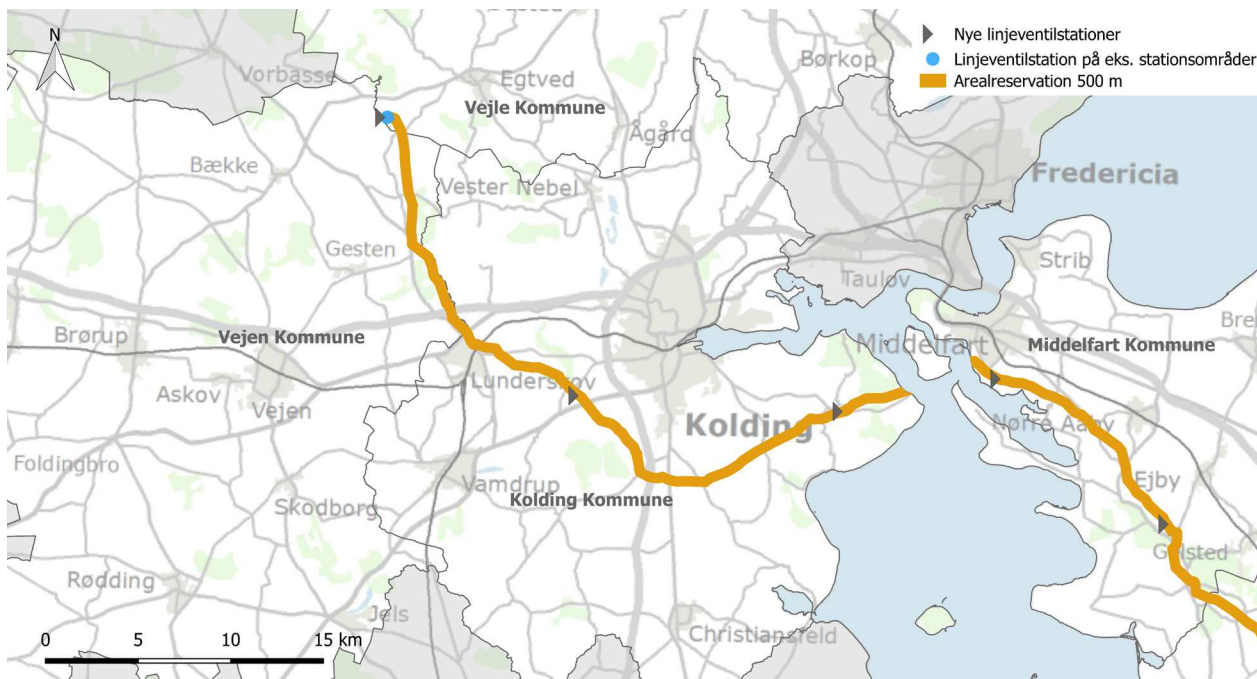 N
Nye linjeventilstationer
Linjeventilstation på eks. stationsområder
Arealreservation 500 m
Vorbasse
Egtved
Børkop
Vejle Kommune
Ågård
Bække
Vester Nebel
Fredericia
Gesten
Strib
Taulov
Brørup
Vejen Kommune
Middelfart
Middelfart Kommune
Lunderskov
Askov
Vejen
Kolding
Nørre Aaby
Foldingbro
Vamdrup
Ejby
Kolding Kommune
Skodborg
Gelsted
Rødding
Jels
Christiansfeld
0 5 10 15 km